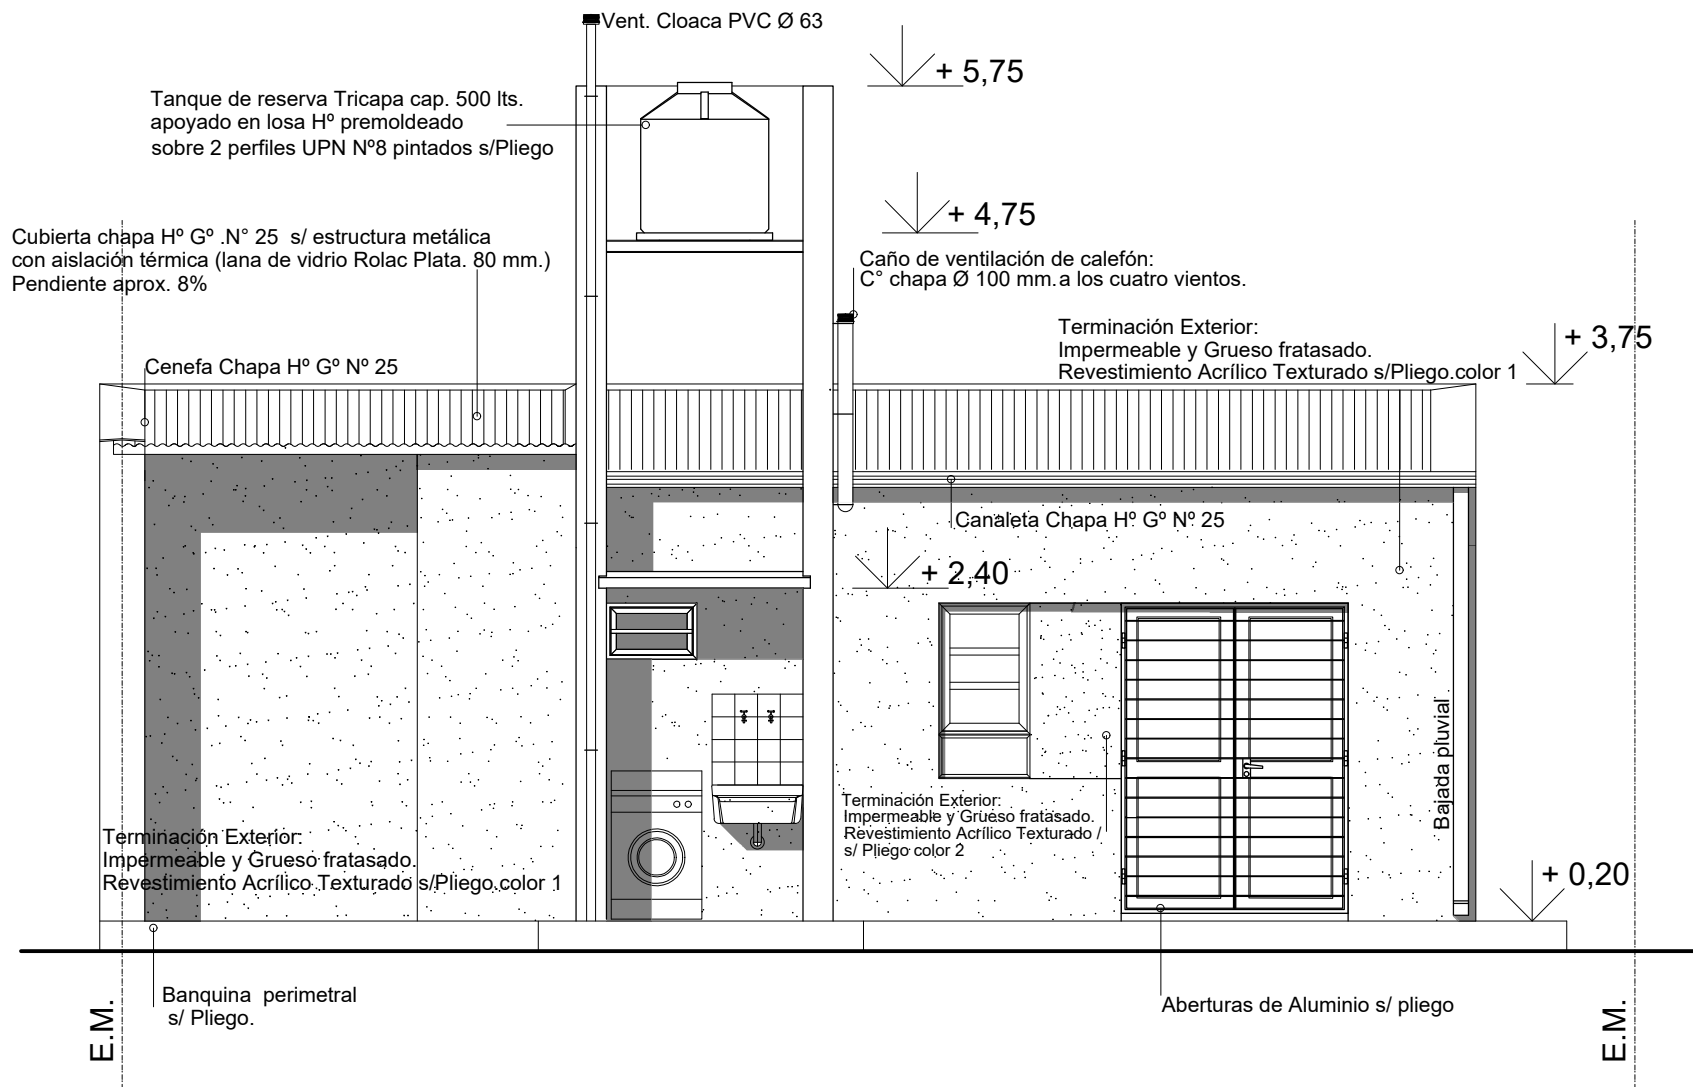 Vent. Cloaca PVC Ø 63
+ 5,75
Tanque de reserva Tricapa cap. 500 lts.
apoyado en losa Hº premoldeado
sobre 2 perfiles UPN Nº8 pintados s/Pliego
+ 4,75
Cubierta chapa Hº Gº .N° 25 s/ estructura metálica
con aislación térmica (lana de vidrio Rolac Plata. 80 mm.)
Pendiente aprox. 8%
Caño de ventilación de calefón:
C° chapa Ø 100 mm.a los cuatro vientos.
Terminación Exterior:
Impermeable y Grueso fratasado.
Revestimiento Acrílico Texturado s/Pliego.color 1
+ 3,75
Cenefa Chapa Hº Gº Nº 25
Canaleta Chapa Hº Gº Nº 25
+ 2,40
Bajada pluvial
Terminación Exterior:
Impermeable y Grueso fratasado.
Revestimiento Acrílico Texturado /
s/ Pliego color 2
Terminación Exterior:
Impermeable y Grueso fratasado.
Revestimiento Acrílico Texturado s/Pliego.color 1
+ 0,20
Banquina perimetral
s/ Pliego.
Aberturas de Aluminio s/ pliego
E.M.
E.M.